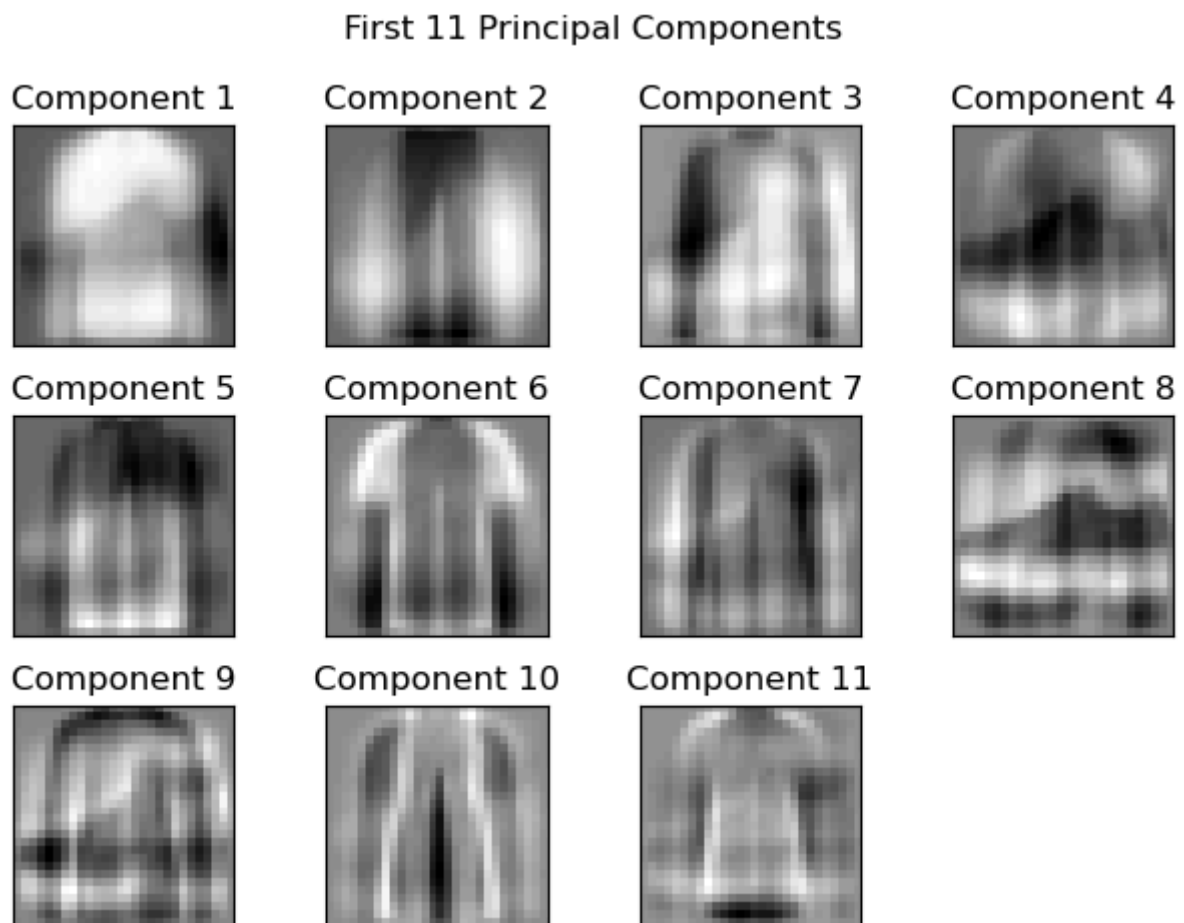 First 11 Principal Components
Component 1 Component 2 Component 3 Component 4
Component 5 Component 6 Component 7 Component 8
Component 9 Component 10 Component 11